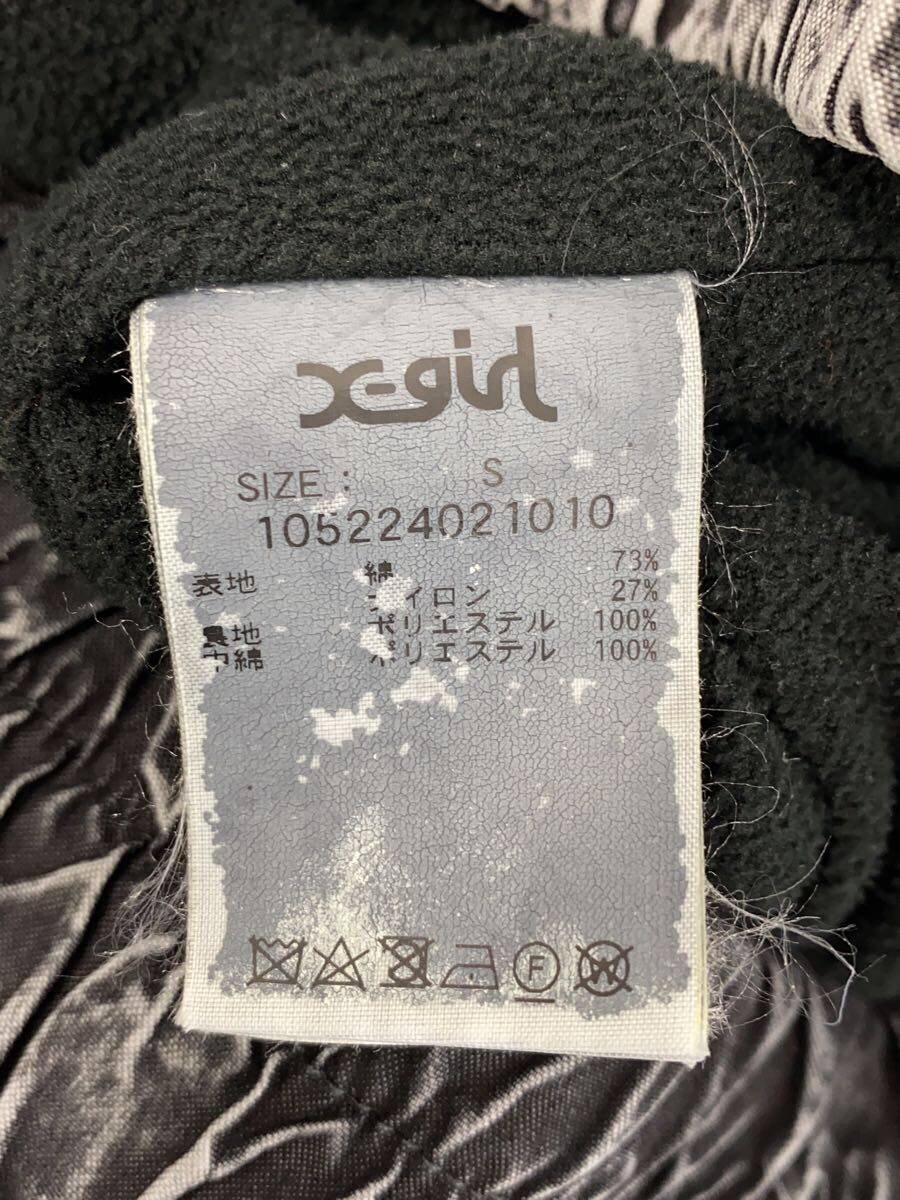 X-girl
SIZE : S
105224021010
表地 綿 73%
ナイロン 27%
裏地 ポリエステル 100%
中綿 ポリエステル 100%
F W